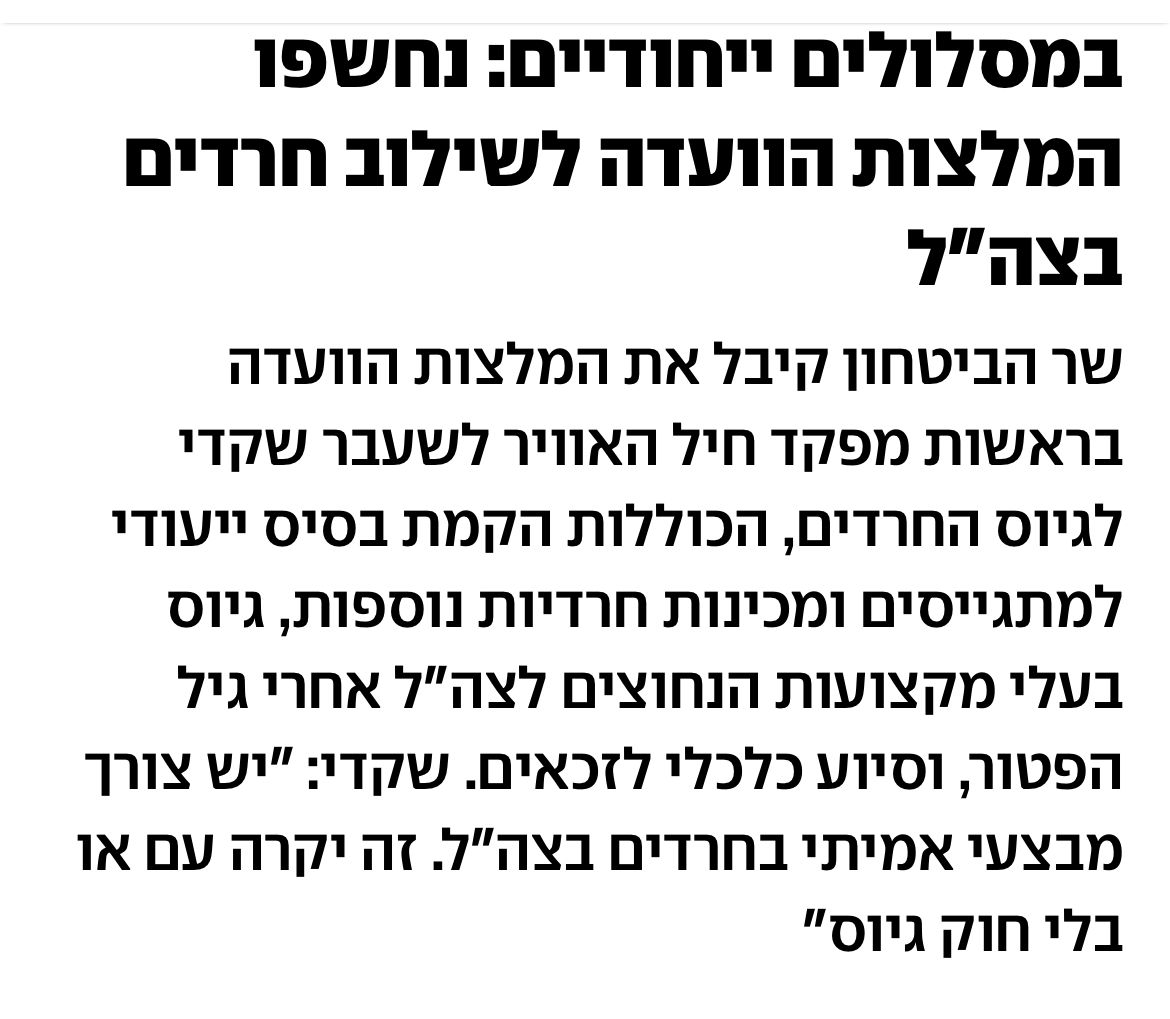 במסלולים ייחודיים: נחשפו
המלצות הוועדה לשילוב חרדים
בצה"ל
שר הביטחון קיבל את המלצות הוועדה
בראשות מפקד חיל האוויר לשעבר שקדי
לגיוס החרדים, הכוללות הקמת בסיס ייעודי
למתגייסים ומכינות חרדיות נוספות, גיוס
בעלי מקצועות הנחוצים לצה"ל אחרי גיל
הפטור, וסיוע כלכלי לזכאים. שקדי: "יש צורך
מבצעי אמיתי בחרדים בצה"ל. זה יקרה עם או
בלי חוק גיוס"